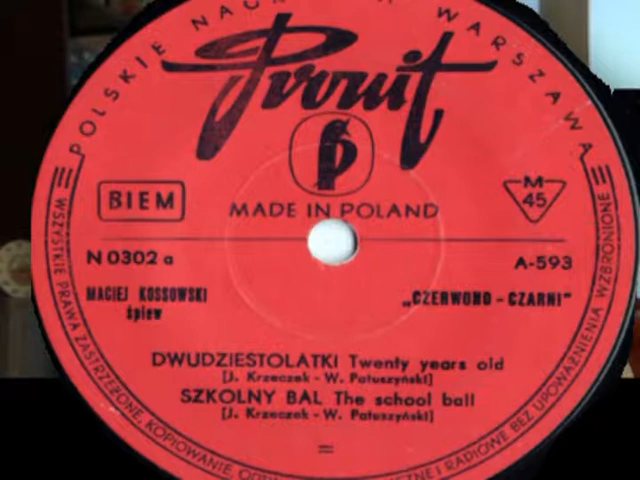 POLSKIE NAGRANIA WARSZAWA
Pronit
P
BIEM
M
45
MADE IN POLAND
N 0302 a
A-593
MACIEJ KOSSOWSKI
śpiew
„CZERWONO - CZARNI"
DWUDZIESTOLATKI Twenty years old
[J. Krzeczek - W. Patuszyński]
SZKOLNY BAL The school ball
[J. Krzeczek - W. Patuszyński]
WSZYSTKIE PRAWA ZASTRZEŻONE, KOPIOWANIE, RADIOWE BEZ UPOWAŻNIENIA WZBRONIONE